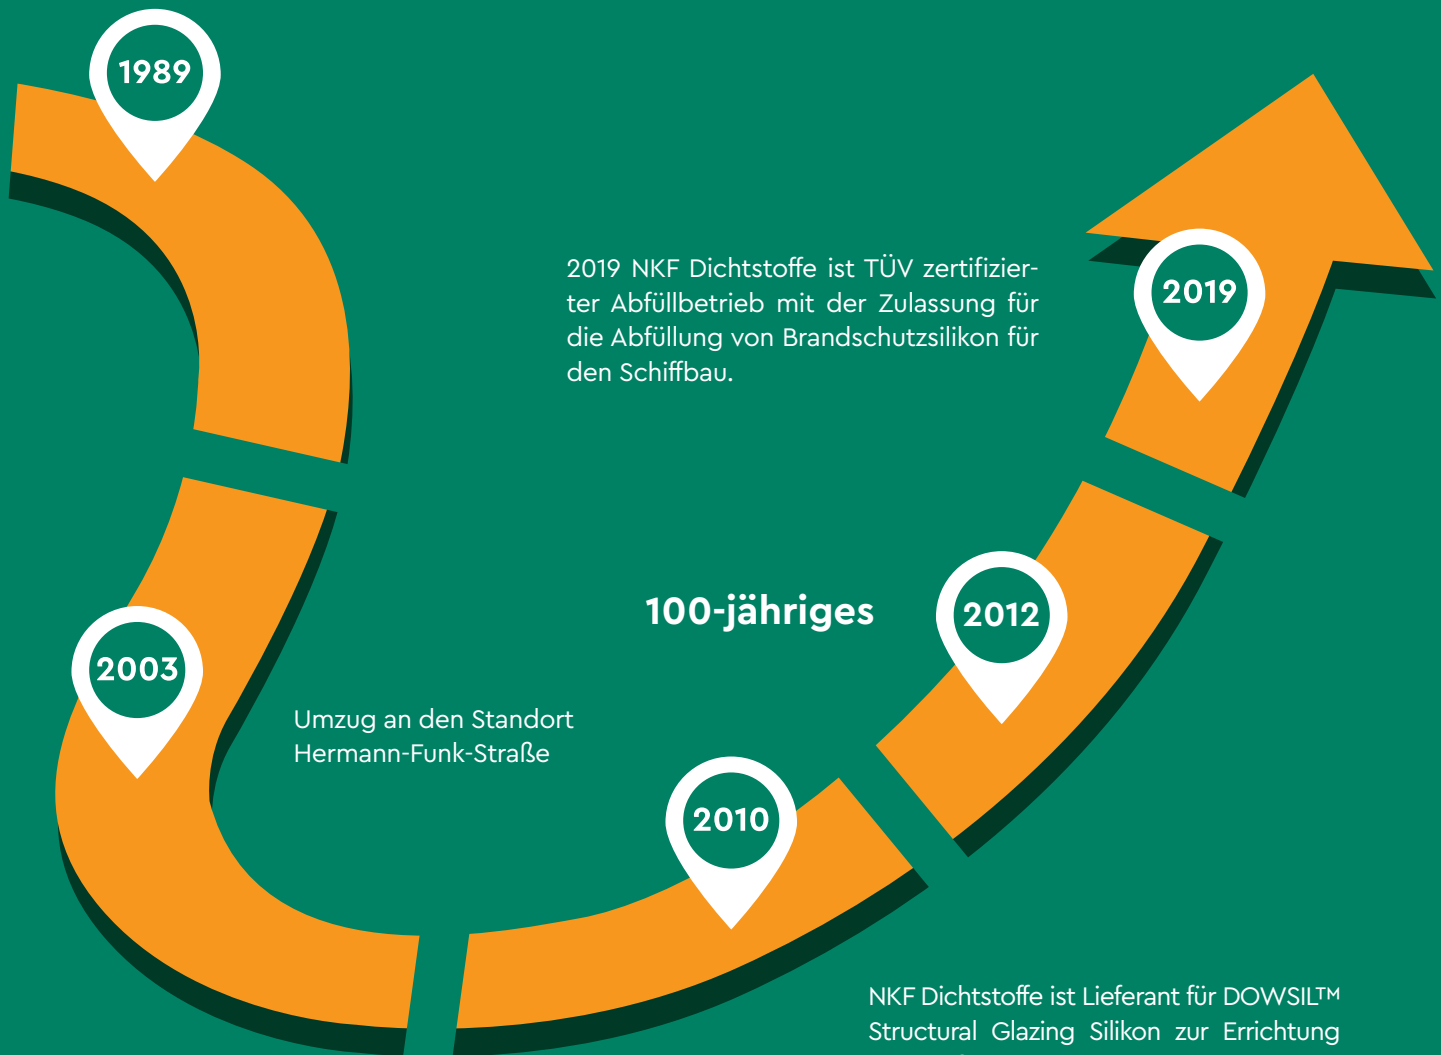 1989
2019 NKF Dichtstoffe ist TÜV zertifizier-
ter Abfüllbetrieb mit der Zulassung für
die Abfüllung von Brandschutzsilikon für
den Schiffbau.
2019
100-jähriges
2012
2003
Umzug an den Standort
Hermann-Funk-Straße
2010
NKF Dichtstoffe ist Lieferant für DOWSIL™
Structural Glazing Silikon zur Errichtung